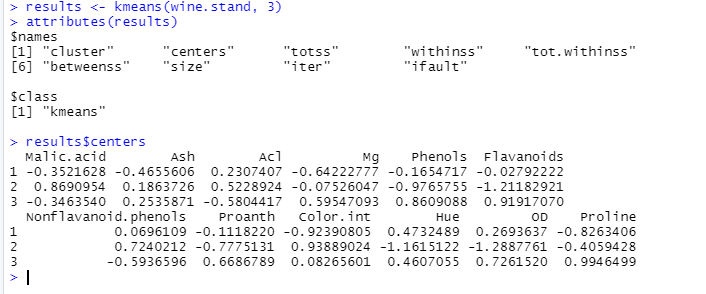 > results <- kmeans(wine.stand, 3)
> attributes(results)
$names
[1] "cluster"      "centers"      "totss"        "withinss"     "tot.withinss"
[6] "betweenss"    "size"         "iter"         "ifault"

$class
[1] "kmeans"

> results$centers
  Malic.acid        Ash        Acl          Mg    Phenols  Flavanoids
1 -0.3521628 -0.4655606  0.2307407 -0.64222777 -0.1654717 -0.02792222
2  0.8690954  0.1863726  0.5228924 -0.07526047 -0.9765755 -1.21182921
3 -0.3463540  0.2535871 -0.5804417  0.59547093  0.8609088  0.91917070
  Nonflavanoid.phenols   Proanth   Color.int        Hue         OD    Proline
1            0.0696109 -0.1118220 -0.92390805  0.4732489  0.2693637 -0.8263406
2            0.7240212 -0.7775131  0.93889024 -1.1615122 -1.2887761 -0.4059428
3           -0.5936596  0.6686789  0.08265601  0.4607055  0.7261520  0.9946499
>